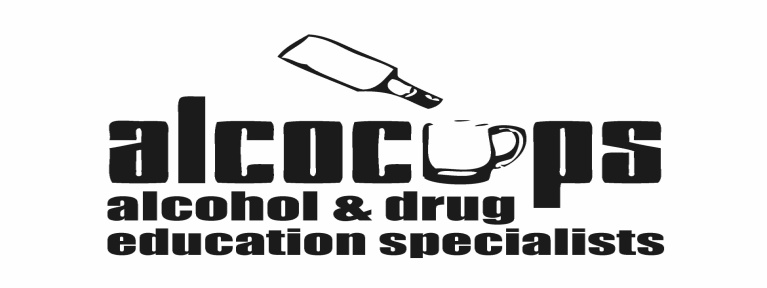 alcocups
alcohol & drug
education specialists